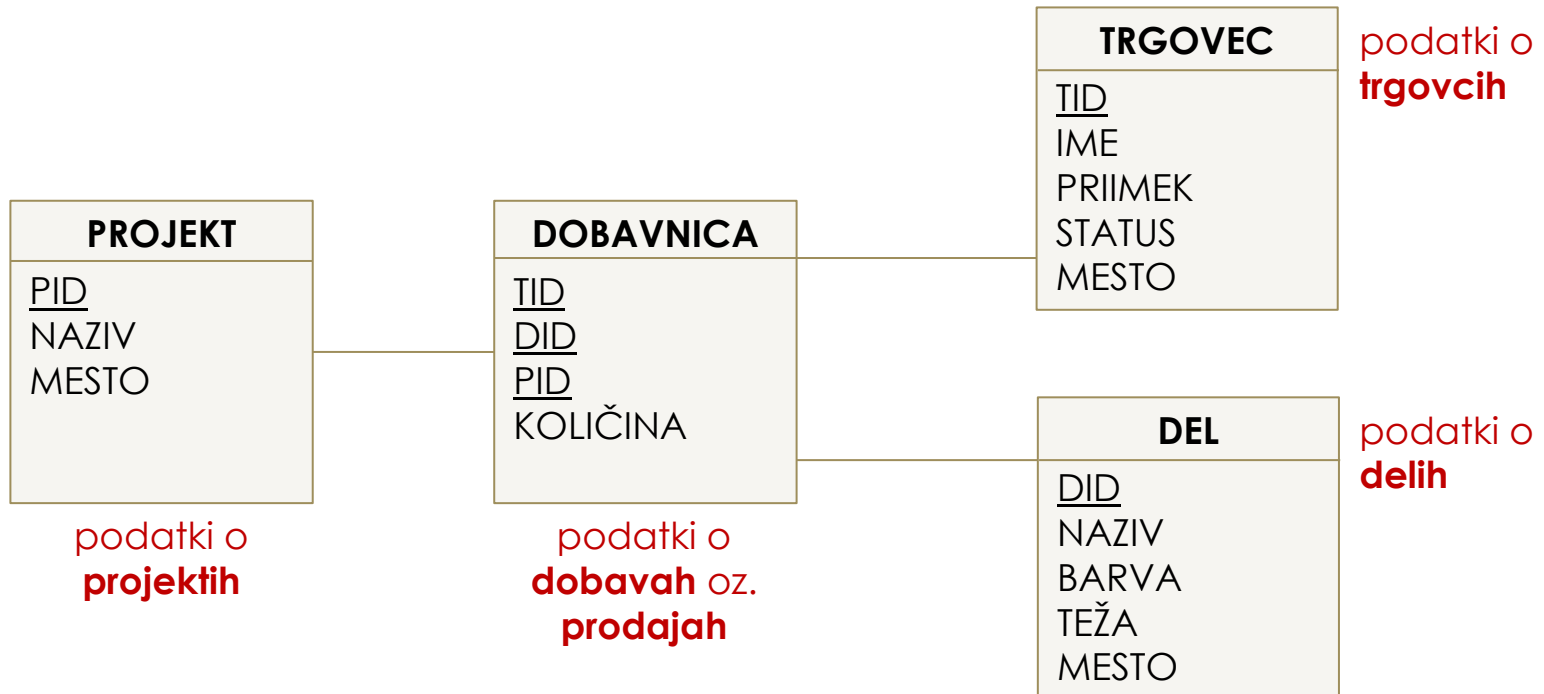 PROJEKT
PID
NAZIV
MESTO
podatki o
projektih
DOBAVNICA
TID
DID
PID
KOLIČINA
podatki o
dobavah oz.
prodajah
TRGOVEC
TID
IME
PRIIMEK
STATUS
MESTO
podatki o
trgovcih
DEL
DID
NAZIV
BARVA
TEŽA
MESTO
podatki o
delih